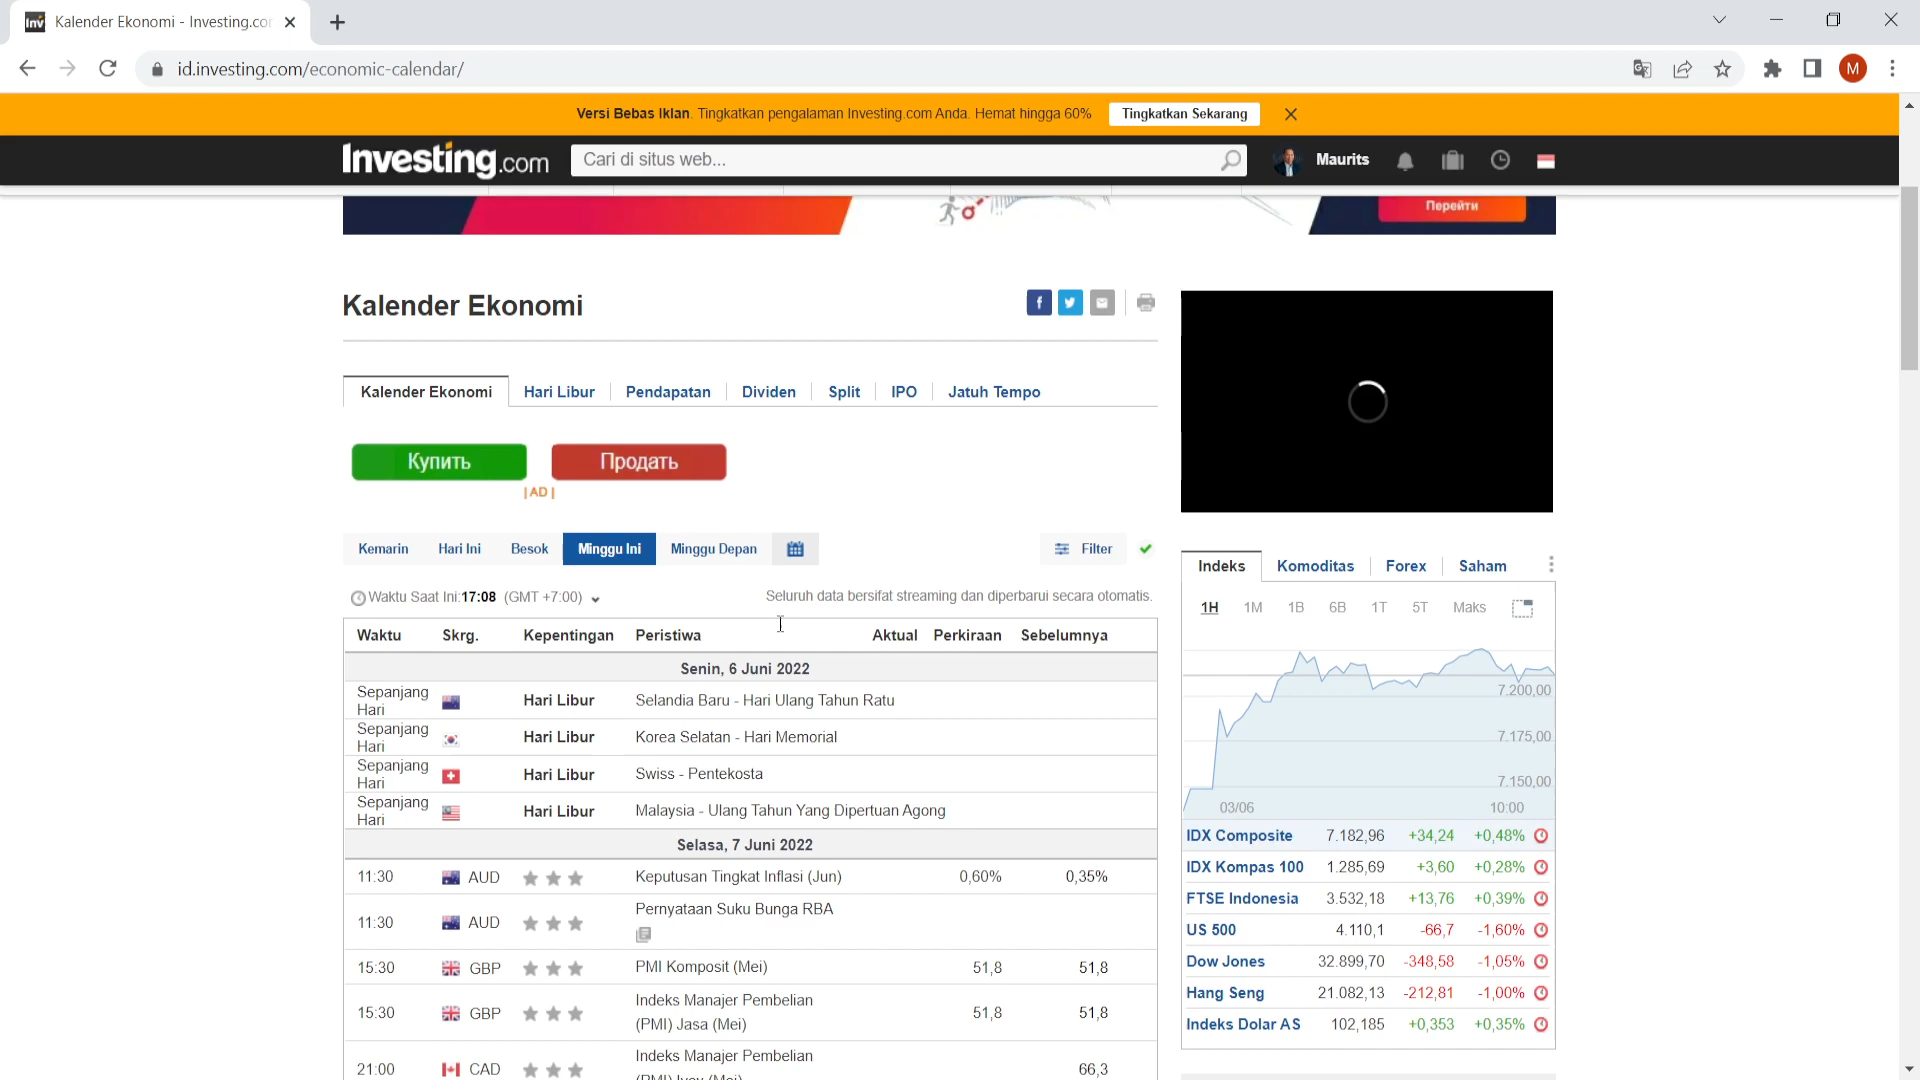 Kalender Ekonomi - Investing.co
id.investing.com/economic-calendar/
M
Versi Bebas Iklan. Tingkatkan pengalaman Investing.com Anda. Hemat hingga 60% Tingkatkan Sekarang
Investing.com Cari di situs web... Maurits
Перейти
Kalender Ekonomi
Kalender Ekonomi Hari Libur Pendapatan Dividen Split IPO Jatuh Tempo
Купить Продать
| AD |
Kemarin Hari Ini Besok Minggu Ini Minggu Depan Filter
Waktu Saat Ini:17:08 (GMT +7:00) Seluruh data bersifat streaming dan diperbarui secara otomatis.
Waktu Skrg. Kepentingan Peristiwa Aktual Perkiraan Sebelumnya
Senin, 6 Juni 2022
Sepanjang Hari Hari Libur Selandia Baru - Hari Ulang Tahun Ratu
Sepanjang Hari Hari Libur Korea Selatan - Hari Memorial
Sepanjang Hari Hari Libur Swiss - Pentekosta
Sepanjang Hari Hari Libur Malaysia - Ulang Tahun Yang Dipertuan Agong
Selasa, 7 Juni 2022
11:30 AUD Keputusan Tingkat Inflasi (Jun) 0,60% 0,35%
11:30 AUD Pernyataan Suku Bunga RBA
15:30 GBP PMI Komposit (Mei) 51,8 51,8
15:30 GBP Indeks Manajer Pembelian (PMI) Jasa (Mei) 51,8 51,8
21:00 CAD Indeks Manajer Pembelian (PMI) Ivey (Mei) 66,3
Indeks Komoditas Forex Saham
1H 1M 1B 6B 1T 5T Maks
7.200,00
7.175,00
7.150,00
03/06 10:00
IDX Composite 7.182,96 +34,24 +0,48%
IDX Kompas 100 1.285,69 +3,60 +0,28%
FTSE Indonesia 3.532,18 +13,76 +0,39%
US 500 4.110,1 -66,7 -1,60%
Dow Jones 32.899,70 -348,58 -1,05%
Hang Seng 21.082,13 -212,81 -1,00%
Indeks Dolar AS 102,185 +0,353 +0,35%